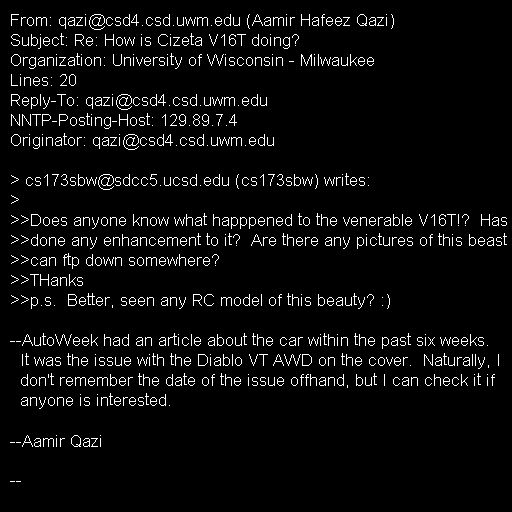 From: qazi@csd4.csd.uwm.edu (Aamir Hafeez Qazi)
Subject: Re: How is Cizeta V16T doing?
Organization: University of Wisconsin - Milwaukee
Lines: 20
Reply-To: qazi@csd4.csd.uwm.edu
NNTP-Posting-Host: 129.89.7.4
Originator: qazi@csd4.csd.uwm.edu

> cs173sbw@sdcc5.ucsd.edu (cs173sbw) writes:
>
>>Does anyone know what happpened to the venerable V16T!?  Has
>>done any enhancement to it?  Are there any pictures of this beast
>>can ftp down somewhere?
>>THanks
>>p.s.  Better, seen any RC model of this beauty? :)

--AutoWeek had an article about the car within the past six weeks.
  It was the issue with the Diablo VT AWD on the cover.  Naturally, I
  don't remember the date of the issue offhand, but I can check it if
  anyone is interested.

--Aamir Qazi

--